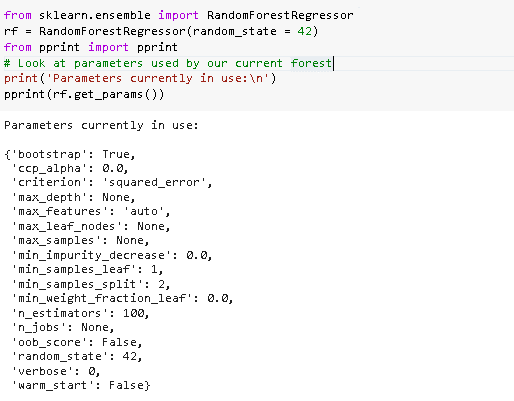 from sklearn.ensemble import RandomForestRegressor
rf = RandomForestRegressor(random_state = 42)
from pprint import pprint
# Look at parameters used by our current forest
print('Parameters currently in use:\n')
pprint(rf.get_params())
Parameters currently in use:
{'bootstrap': True,
 'ccp_alpha': 0.0,
 'criterion': 'squared_error',
 'max_depth': None,
 'max_features': 'auto',
 'max_leaf_nodes': None,
 'max_samples': None,
 'min_impurity_decrease': 0.0,
 'min_samples_leaf': 1,
 'min_samples_split': 2,
 'min_weight_fraction_leaf': 0.0,
 'n_estimators': 100,
 'n_jobs': None,
 'oob_score': False,
 'random_state': 42,
 'verbose': 0,
 'warm_start': False}